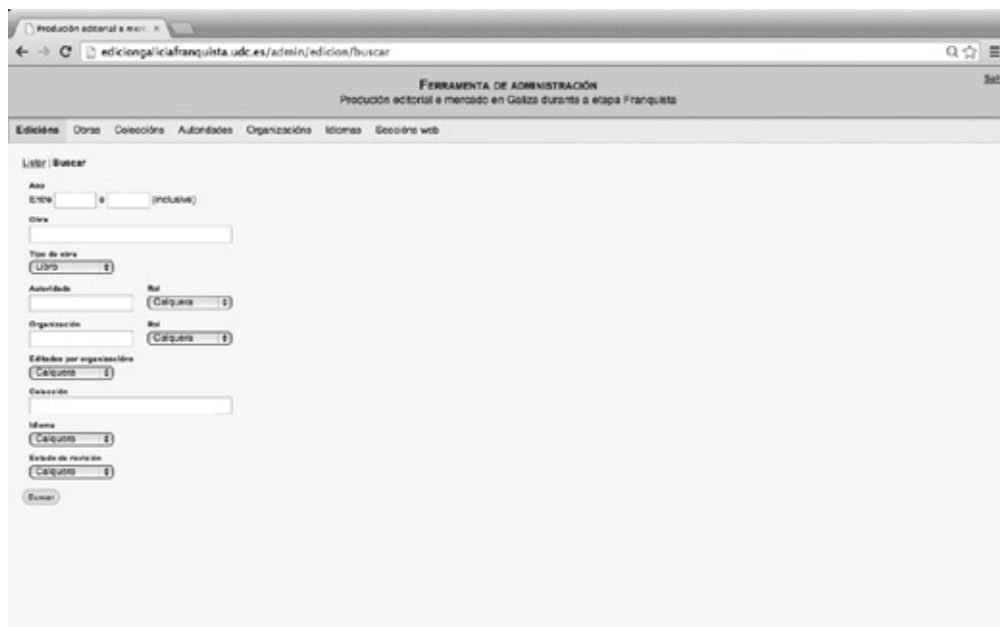 Produción editorial e merc
ediciongaliciafranquista.udc.es/admin/edicion/buscar
FERRAMENTA DE ADMINISTRACIÓN
Produción editorial e mercado en Galiza durante a etapa Franquista
Edicións Obras Coleccións Autoridades Organizacións Idiomas Seccións web
Listar | Buscar
Ano
Entre e (inclusive)
Obra
Tipo de obra
Libro
Autoridade Rol
Calquera
Organización Rol
Calquera
Editados por organizacións
Calquera
Colección
Idioma
Calquera
Estado de revisión
Calquera
Buscar